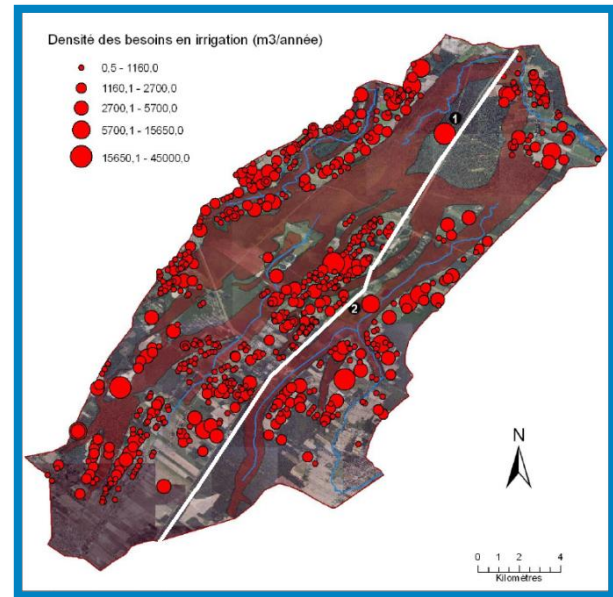 Densité des besoins en irrigation (m3/année)
0,5 - 1160,0
1160,1 - 2700,0
2700,1 - 5700,0
5700,1 - 15650,0
15650,1 - 45000,0
1
2
N
0 1 2 4
Kilomètres